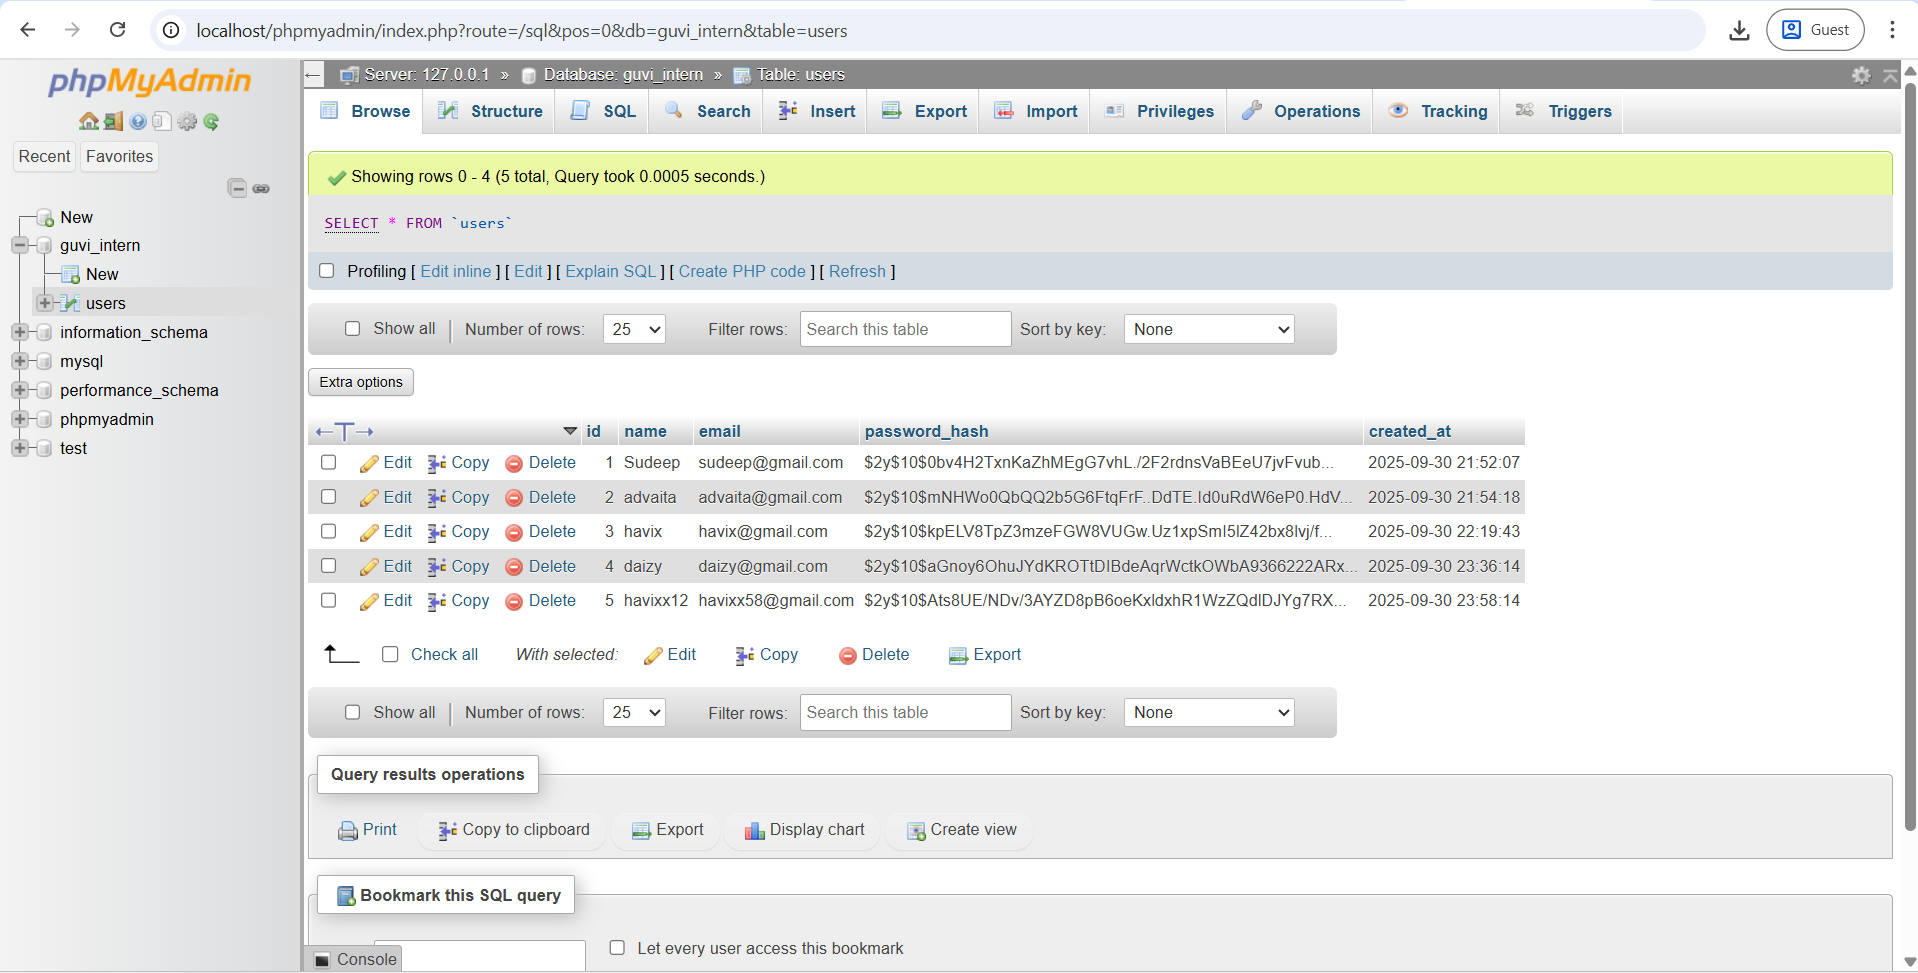 localhost/phpmyadmin/index.php?route=/sql&pos=0&db=guvi_intern&table=users
Guest
phpMyAdmin
Recent Favorites
New
guvi_intern
New
users
information_schema
mysql
performance_schema
phpmyadmin
test
Server: 127.0.0.1 » Database: guvi_intern » Table: users
Browse Structure SQL Search Insert Export Import Privileges Operations Tracking Triggers
Showing rows 0 - 4 (5 total, Query took 0.0005 seconds.)
SELECT * FROM `users`
Profiling [ Edit inline ] [ Edit ] [ Explain SQL ] [ Create PHP code ] [ Refresh ]
Show all Number of rows: 25 Filter rows: Search this table Sort by key: None
Extra options
id name email password_hash created_at
Edit Copy Delete 1 Sudeep sudeep@gmail.com $2y$10$0bv4H2TxnKaZhMEgG7vhL./2F2rdnsVaBEeU7jvFvub... 2025-09-30 21:52:07
Edit Copy Delete 2 advaita advaita@gmail.com $2y$10$mNHWo0QbQQ2b5G6FtqFrF..DdTE.Id0uRdW6eP0.HdV... 2025-09-30 21:54:18
Edit Copy Delete 3 havix havix@gmail.com $2y$10$kpELV8TpZ3mzeFGW8VUGw.Uz1xpSmI5lZ42bx8lvj/f... 2025-09-30 22:19:43
Edit Copy Delete 4 daizy daizy@gmail.com $2y$10$aGnoy6OhuJYdKROTtDIBdeAqrWctkOWbA9366222ARx... 2025-09-30 23:36:14
Edit Copy Delete 5 havixx12 havixx58@gmail.com $2y$10$Ats8UE/NDv/3AYZD8pB6oeKxldxhR1WzZQdlDJYg7RX... 2025-09-30 23:58:14
Check all With selected: Edit Copy Delete Export
Show all Number of rows: 25 Filter rows: Search this table Sort by key: None
Query results operations
Print Copy to clipboard Export Display chart Create view
Bookmark this SQL query
Let every user access this bookmark
Console